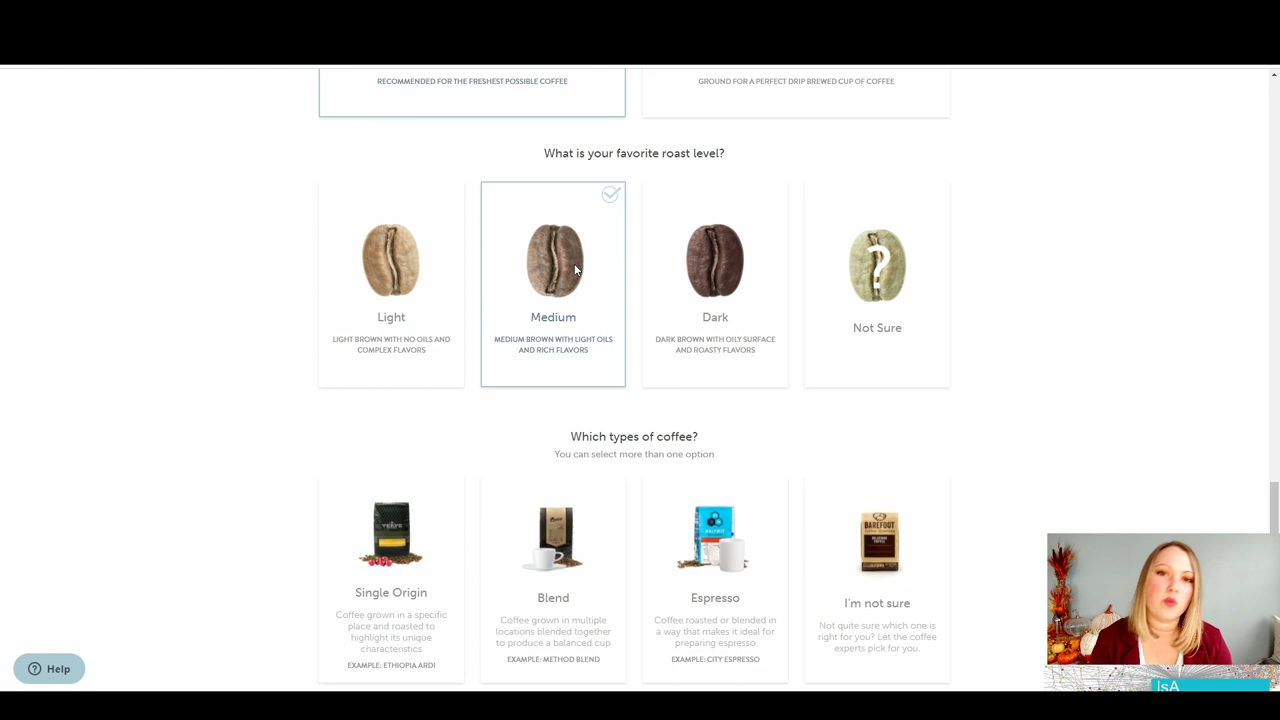 RECOMMENDED FOR THE FRESHEST POSSIBLE COFFEE
GROUND FOR A PERFECT DRIP BREWED CUP OF COFFEE
What is your favorite roast level?
Light
LIGHT BROWN WITH NO OILS AND
COMPLEX FLAVORS
Medium
MEDIUM BROWN WITH LIGHT OILS
AND RICH FLAVORS
Dark
DARK BROWN WITH OILY SURFACE
AND ROASTY FLAVORS
?
Not Sure
Which types of coffee?
You can select more than one option
VERVE
Single Origin
Coffee grown in a specific
place and roasted to
highlight its unique
characteristics
EXAMPLE: ETHIOPIA ARDI
Blend
Coffee grown in multiple
locations blended together
to produce a balanced cup
EXAMPLE: METHOD BLEND
Espresso
Coffee roasted or blended in
a way that makes it ideal for
preparing espresso
EXAMPLE: CITY ESPRESSO
BAREFOOT
I'm not sure
Not quite sure which one is
right for you? Let the coffee
experts pick for you.
? Help
IsA